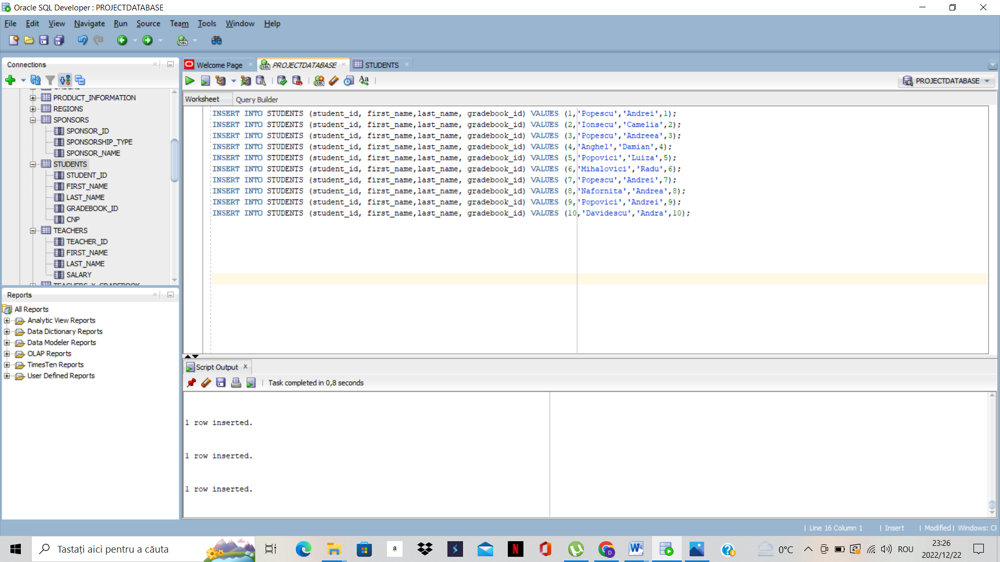 Oracle SQL Developer : PROJECTDATABASE
File Edit View Navigate Run Source Team Tools Window Help
Connections
PRODUCT_INFORMATION
REGIONS
SPONSORS
SPONSOR_ID
SPONSORSHIP_TYPE
SPONSOR_NAME
STUDENTS
STUDENT_ID
FIRST_NAME
LAST_NAME
GRADEBOOK_ID
CNP
TEACHERS
TEACHER_ID
FIRST_NAME
LAST_NAME
SALARY
TEACHERS_X_GRADEBOOK
Reports
All Reports
Analytic View Reports
Data Dictionary Reports
Data Modeler Reports
OLAP Reports
TimesTen Reports
User Defined Reports
Welcome Page PROJECTDATABASE STUDENTS
PROJECTDATABASE
Worksheet Query Builder
INSERT INTO STUDENTS (student_id, first_name,last_name, gradebook_id) VALUES (1,'Popescu','Andrei',1);
INSERT INTO STUDENTS (student_id, first_name,last_name, gradebook_id) VALUES (2,'Ionsecu','Camelia',2);
INSERT INTO STUDENTS (student_id, first_name,last_name, gradebook_id) VALUES (3,'Popescu','Andreea',3);
INSERT INTO STUDENTS (student_id, first_name,last_name, gradebook_id) VALUES (4,'Anghel','Damian',4);
INSERT INTO STUDENTS (student_id, first_name,last_name, gradebook_id) VALUES (5,'Popovici','Luiza',5);
INSERT INTO STUDENTS (student_id, first_name,last_name, gradebook_id) VALUES (6,'Mihalovici','Radu',6);
INSERT INTO STUDENTS (student_id, first_name,last_name, gradebook_id) VALUES (7,'Popescu','Andrei',7);
INSERT INTO STUDENTS (student_id, first_name,last_name, gradebook_id) VALUES (8,'Nafornita','Andrea',8);
INSERT INTO STUDENTS (student_id, first_name,last_name, gradebook_id) VALUES (9,'Popovici','Andrei',9);
INSERT INTO STUDENTS (student_id, first_name,last_name, gradebook_id) VALUES (10,'Davidescu','Andra',10);
Script Output
Task completed in 0,8 seconds
1 row inserted.
1 row inserted.
1 row inserted.
Line 16 Column 1 Insert Modified Windows:
Tastați aici pentru a căuta
0°C ROU
23:26
2022/12/22